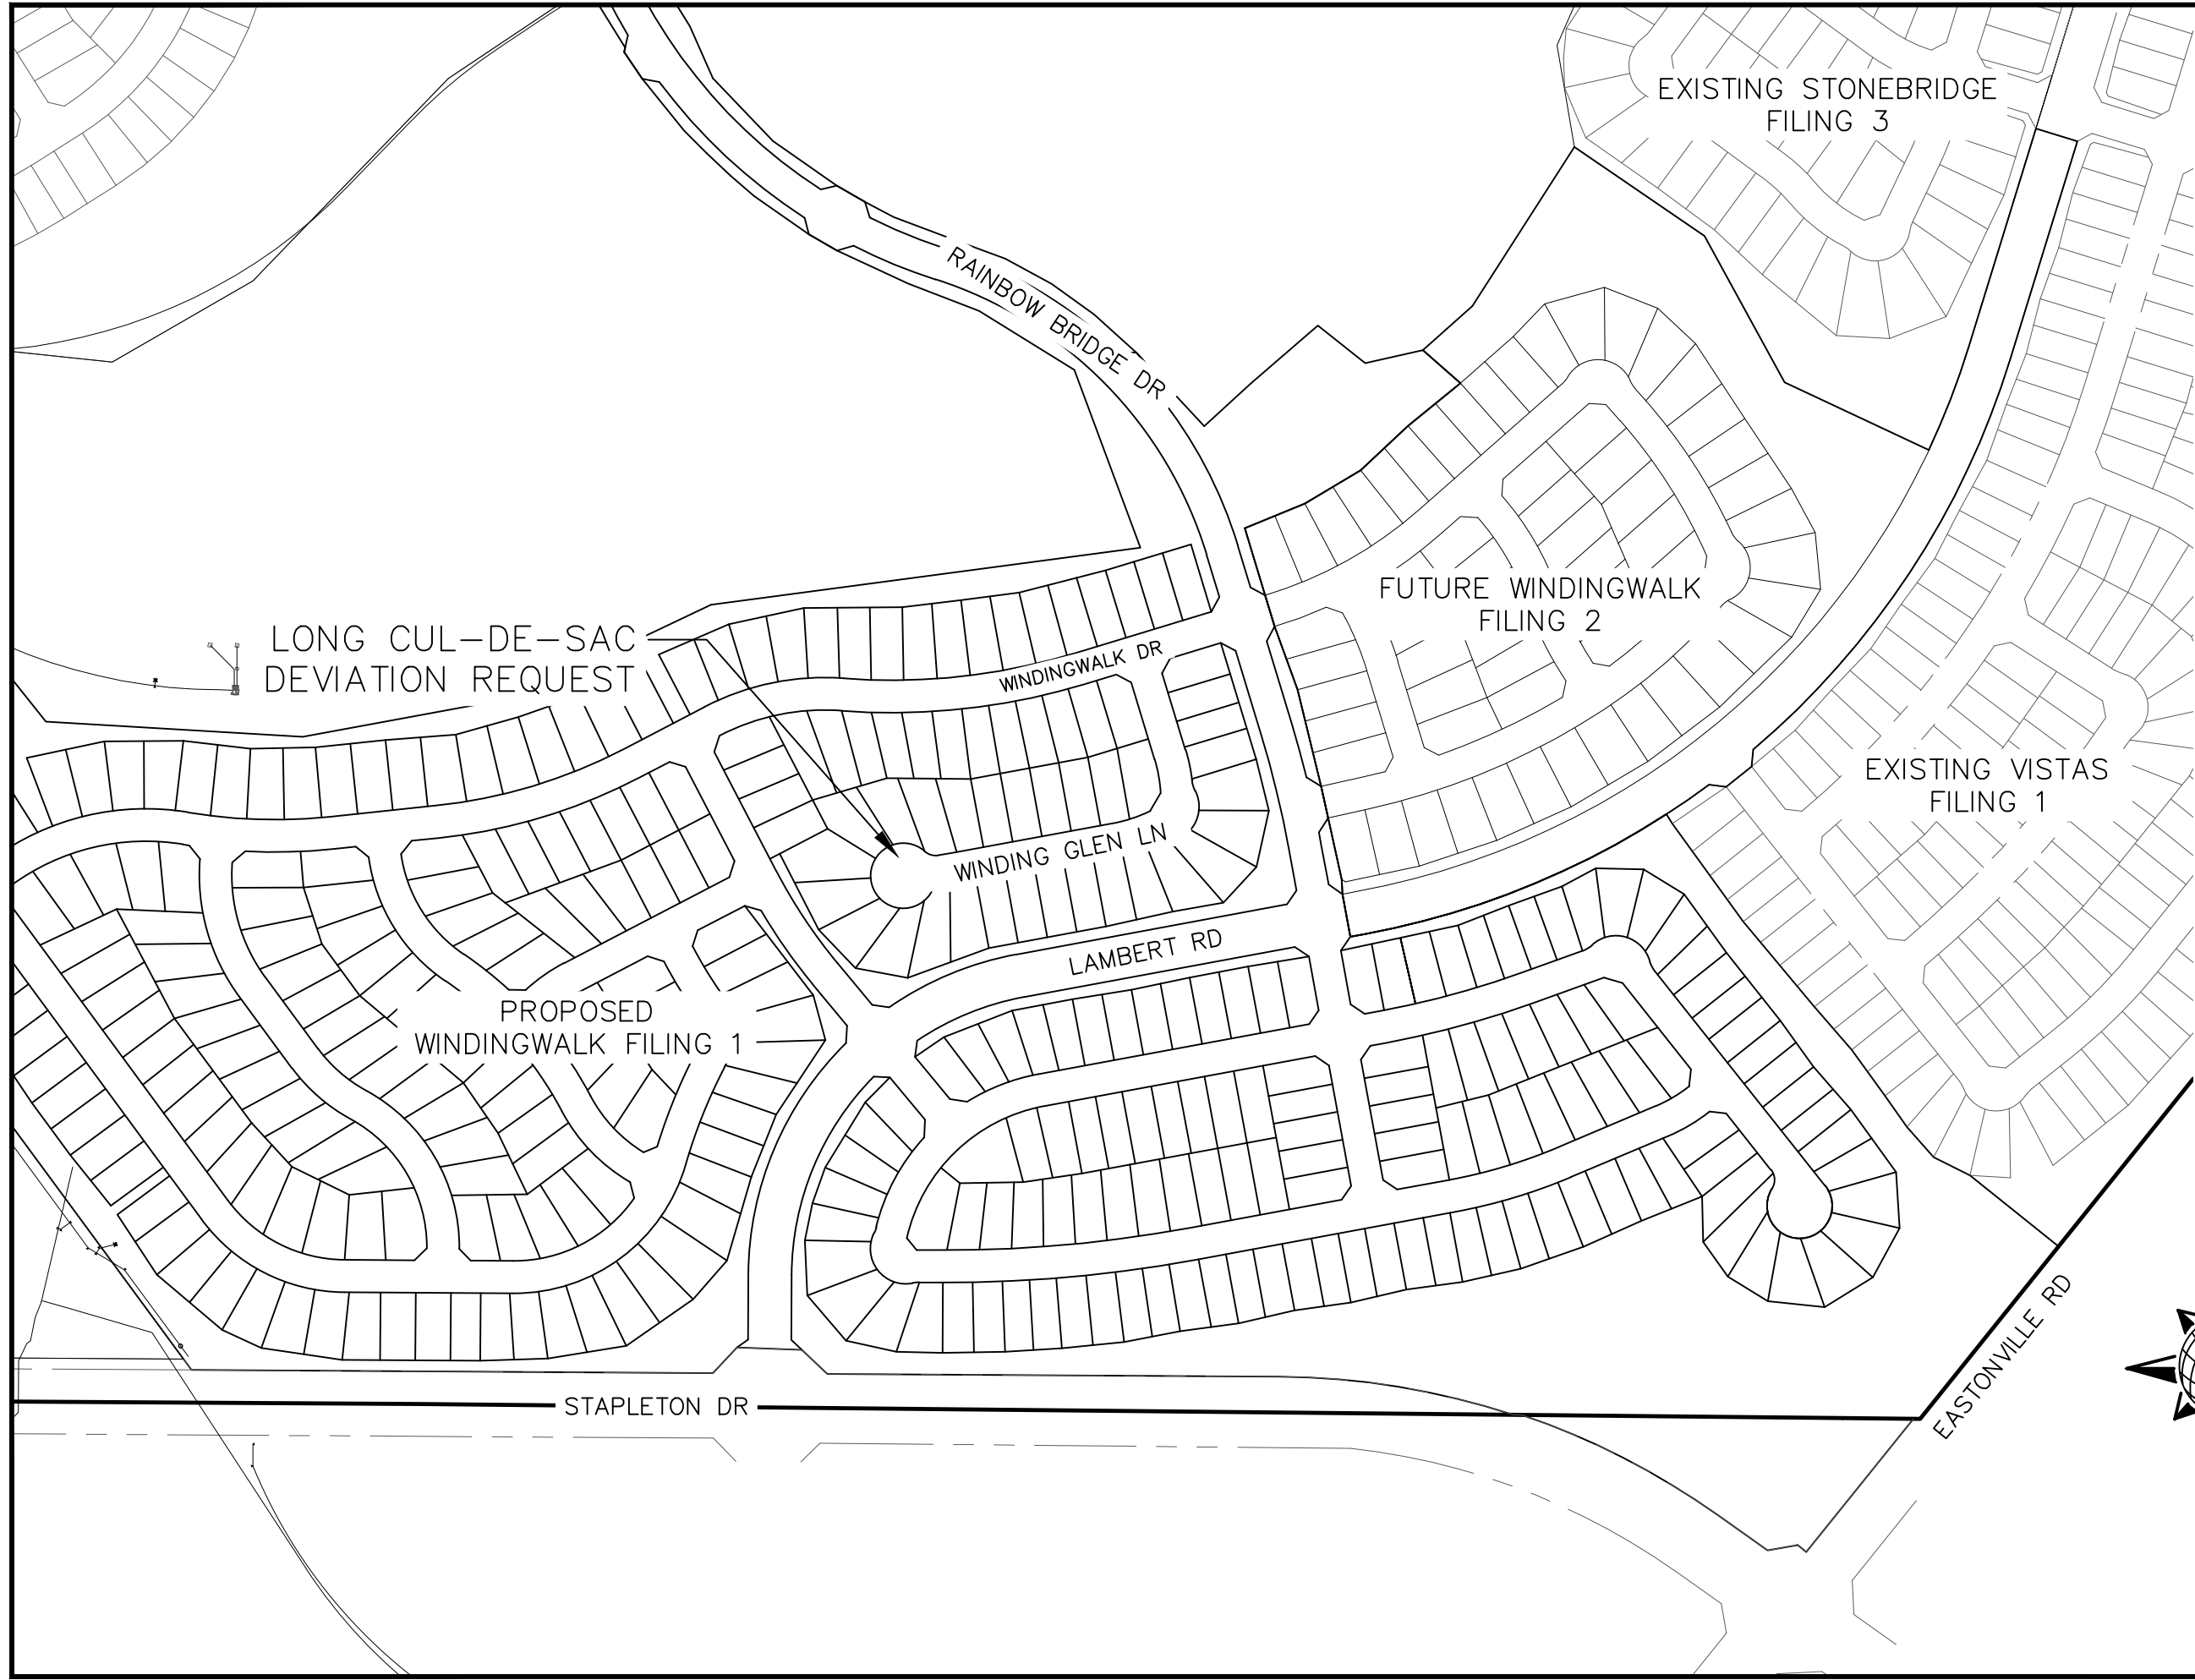 EXISTING STONEBRIDGE
FILING 3
RAINBOW BRIDGE DR
FUTURE WINDINGWALK
FILING 2
LONG CUL-DE-SAC
DEVIATION REQUEST
WINDINGWALK DR
EXISTING VISTAS
FILING 1
WINDING GLEN LN
LAMBERT RD
PROPOSED
WINDINGWALK FILING 1
EASTONVILLE RD
STAPLETON DR